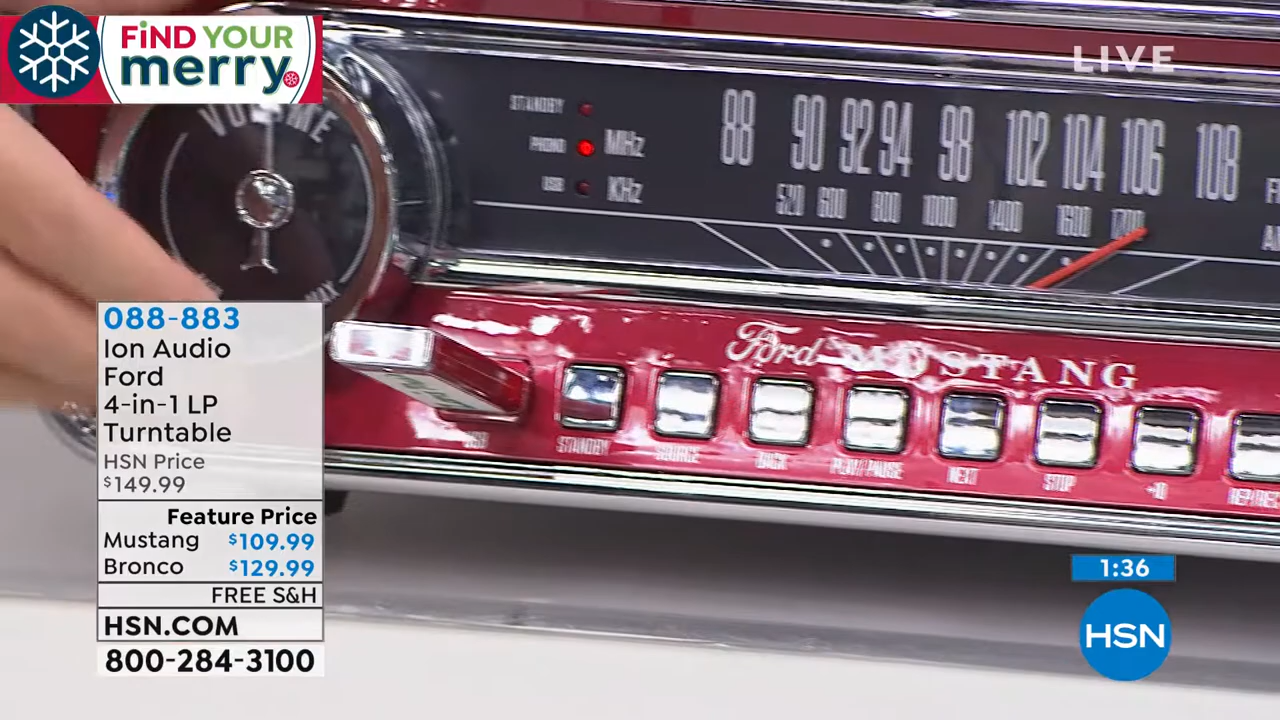 FiND YOUR
merry
LIVE
VOLUME
STANDBY
PHONO MHz
USB KHz
88 90 92 94 98 102 104 106 108
520 600 800 1000 1400 1600 1700
Ford MUSTANG
STANDBY SOURCE BACK PLAY/PAUSE NEXT STOP +10
088-883
Ion Audio
Ford
4-in-1 LP
Turntable
HSN Price
$149.99
Feature Price
Mustang $109.99
Bronco $129.99
FREE S&H
HSN.COM
800-284-3100
1:36
HSN